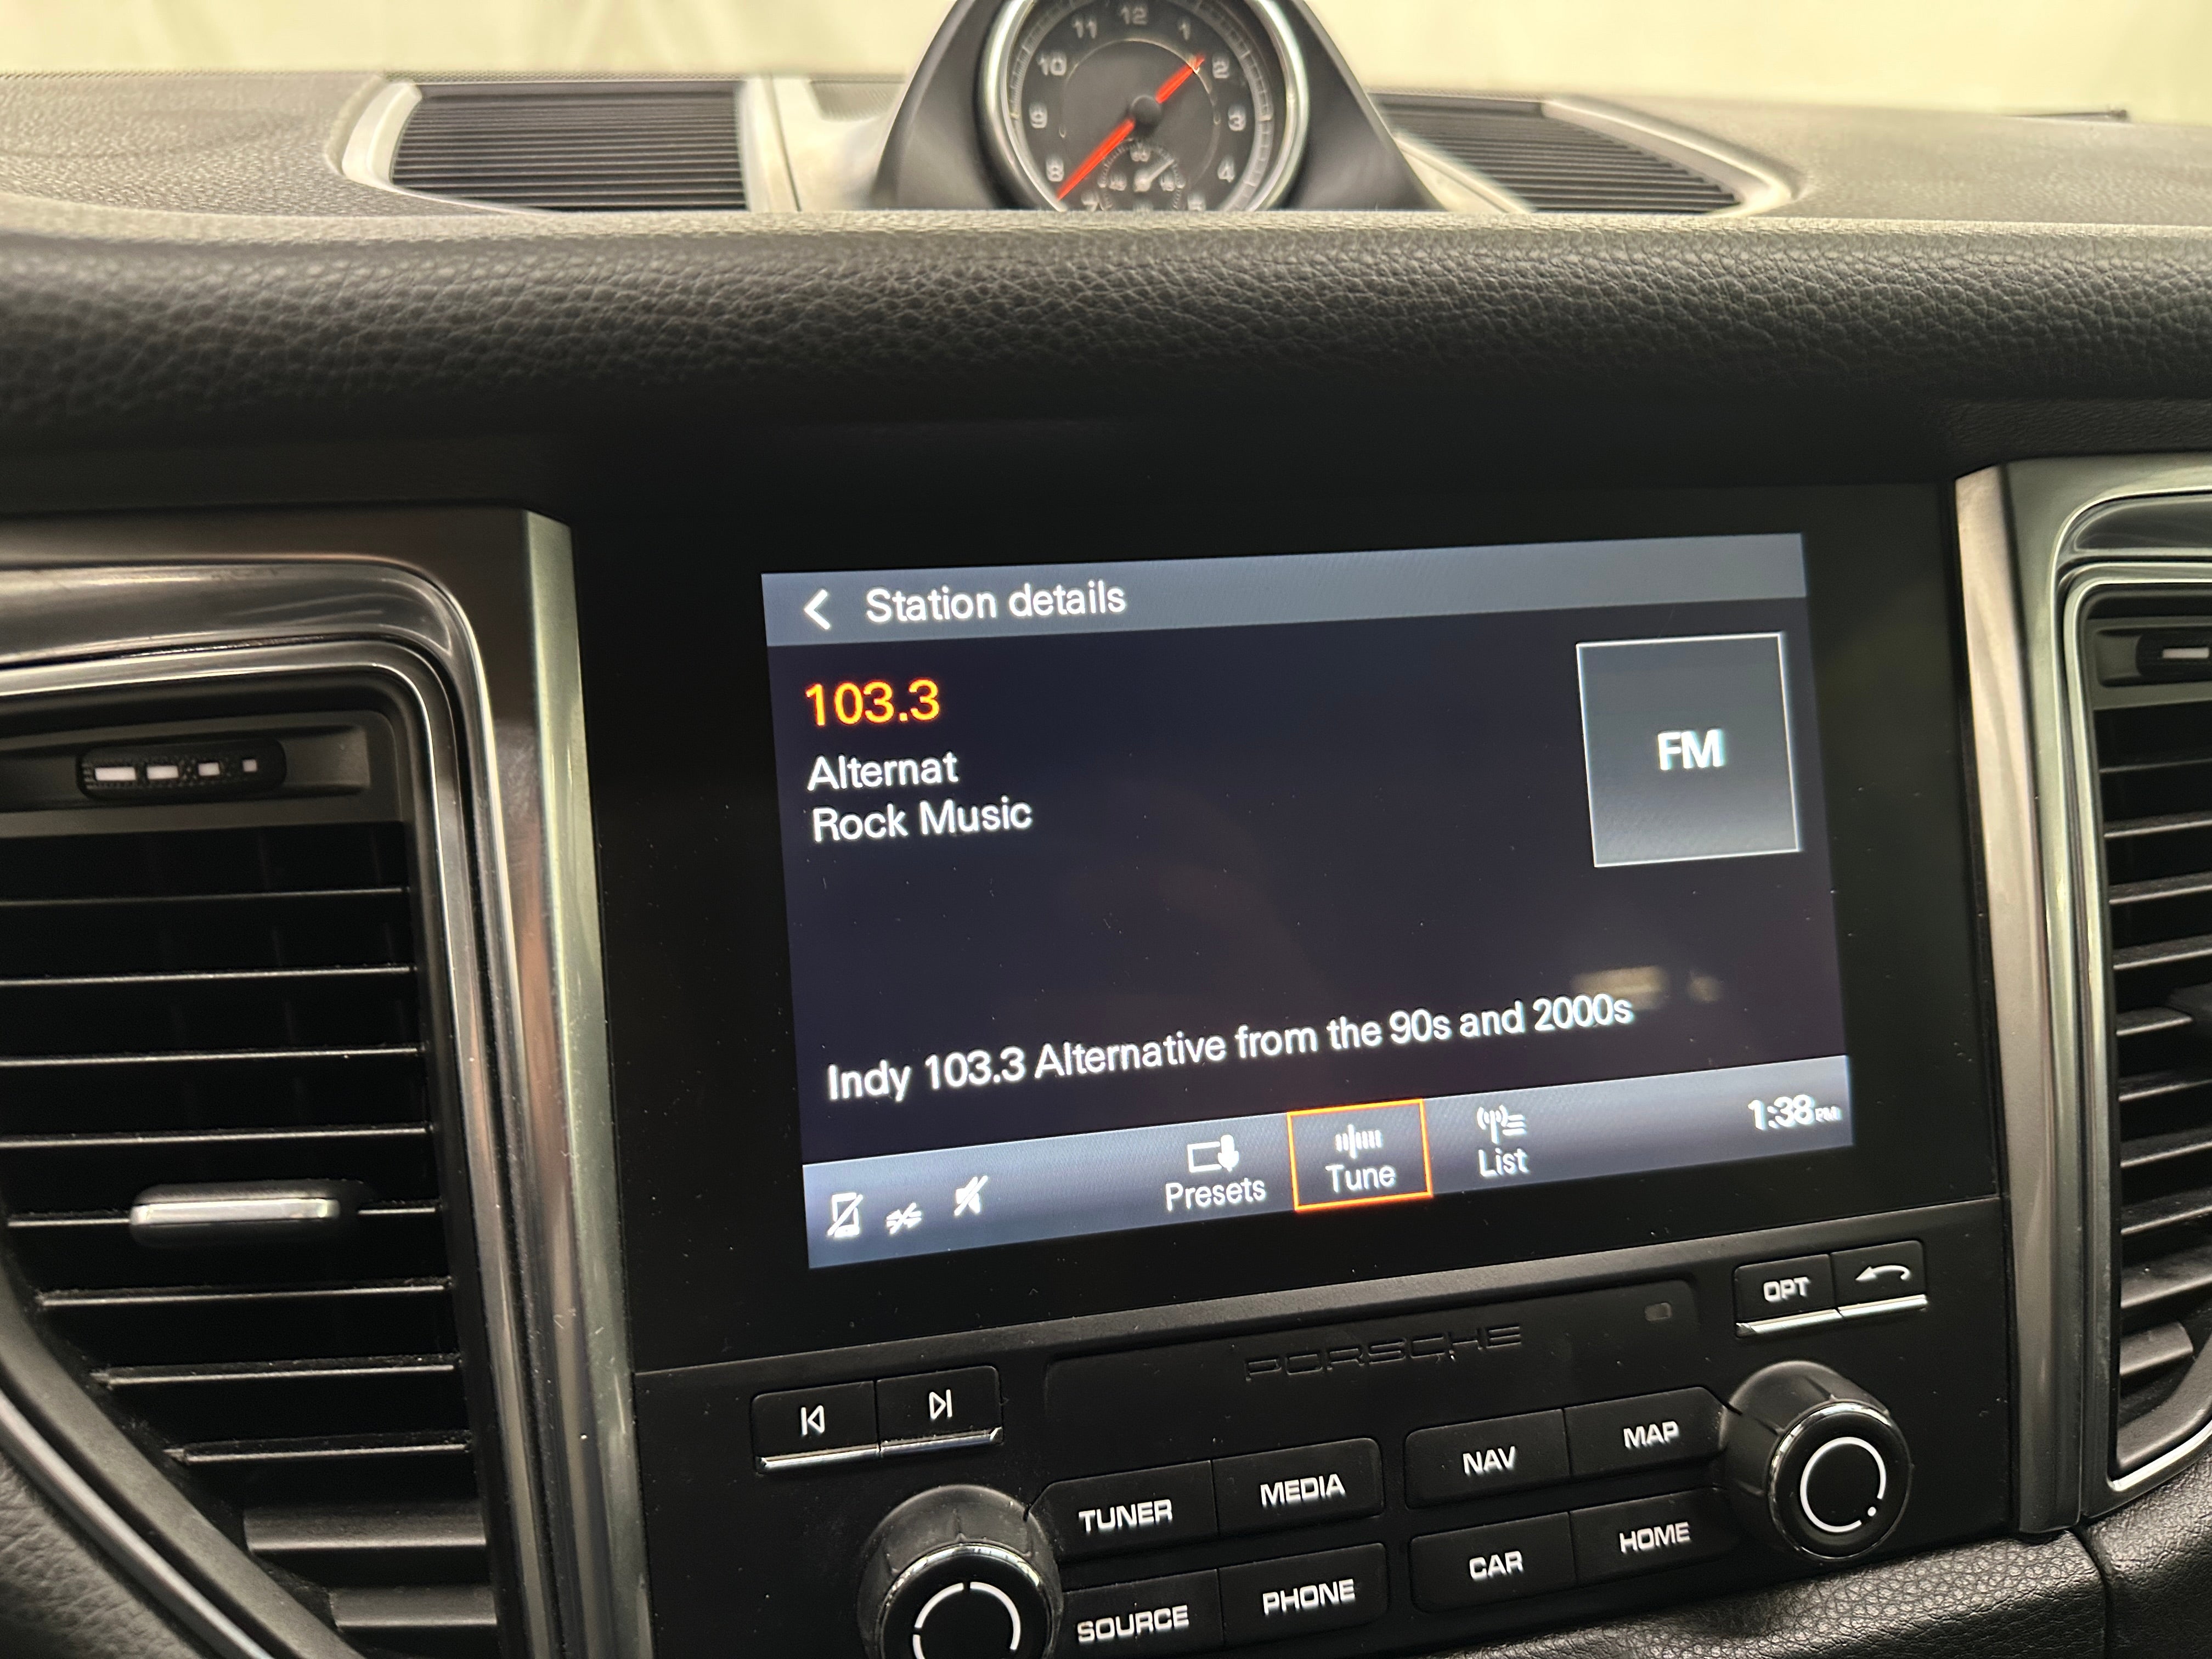 12
11
1
10
2
9
3
8
4
60
Station details
103.3
Alternat
Rock Music
FM
Indy 103.3 Alternative from the 90s and 2000s
Presets
Tune
List
1:38 PM
OPT
PORSCHE
TUNER
MEDIA
NAV
MAP
SOURCE
PHONE
CAR
HOME